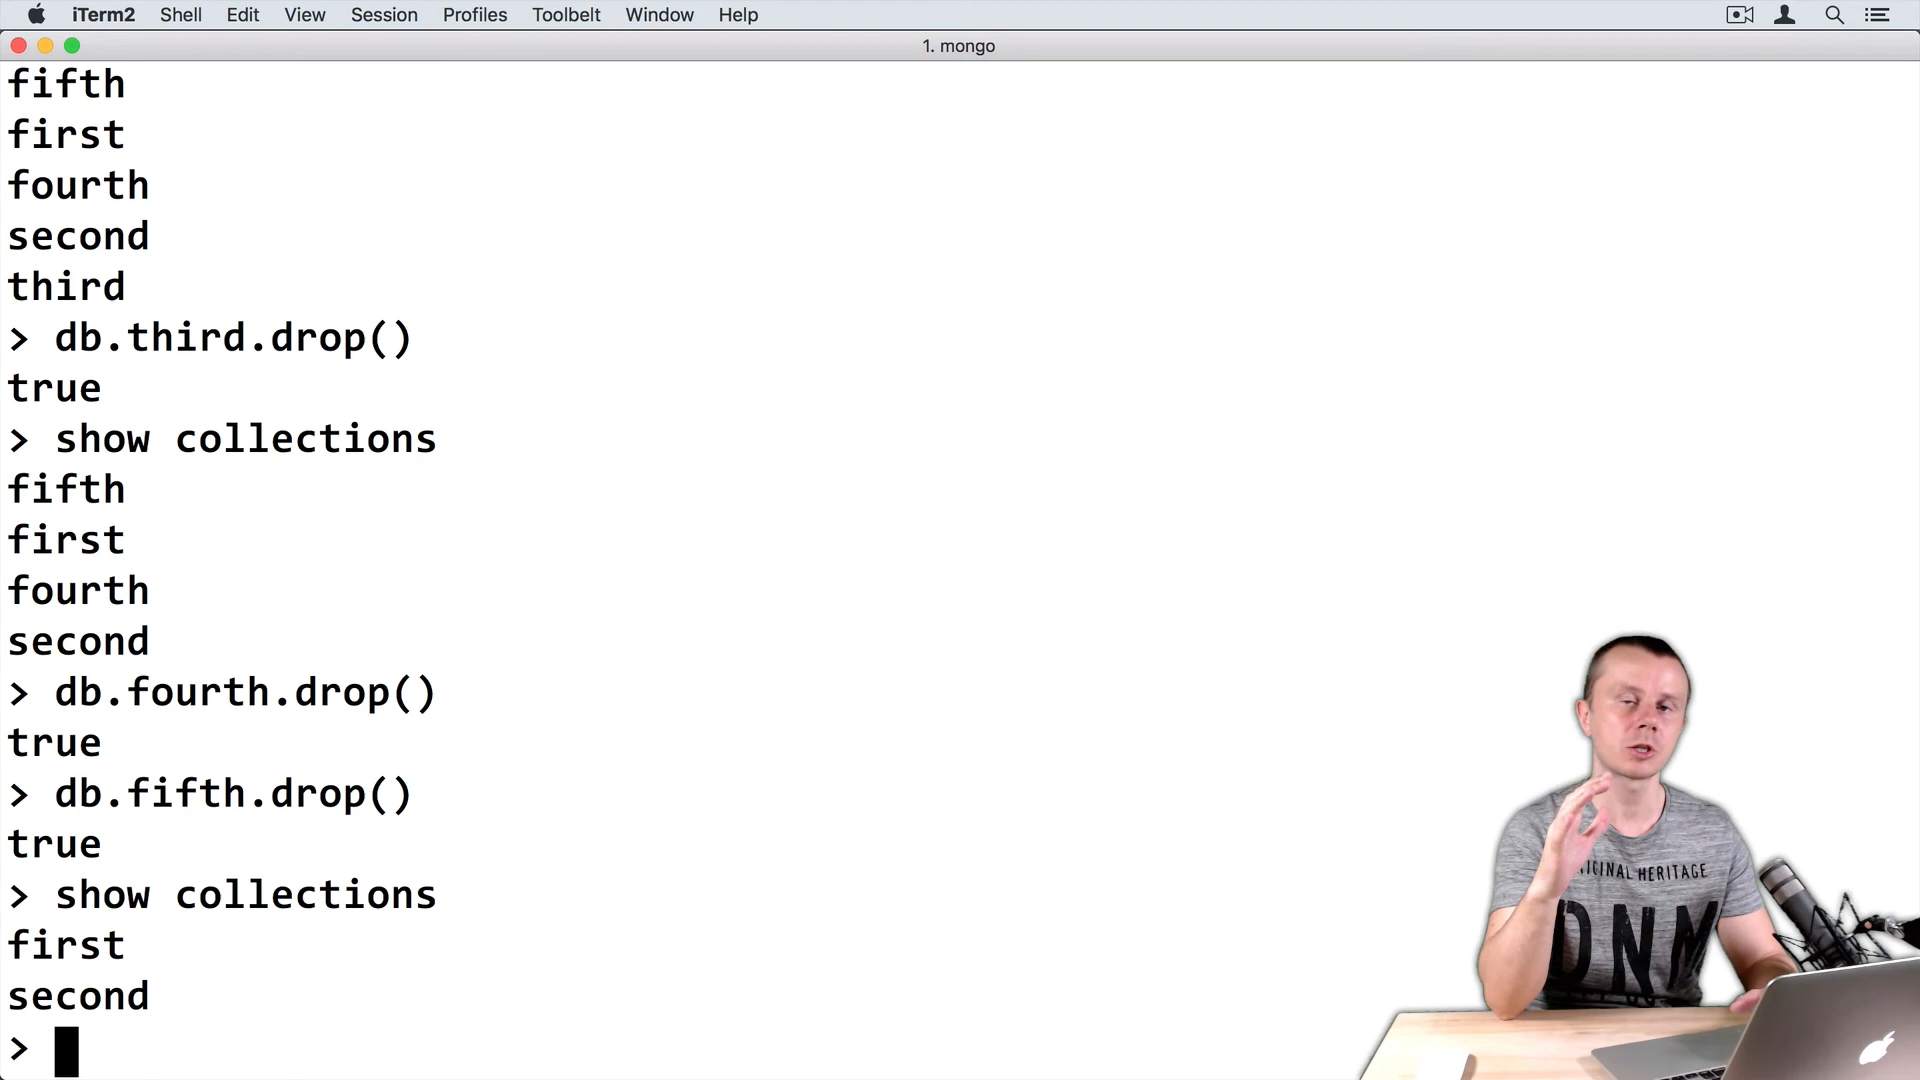 iTerm2 Shell Edit View Session Profiles Toolbelt Window Help
1. mongo
fifth
first
fourth
second
third
> db.third.drop()
true
> show collections
fifth
first
fourth
second
> db.fourth.drop()
true
> db.fifth.drop()
true
> show collections
first
second
>
HERITAGE
DNM